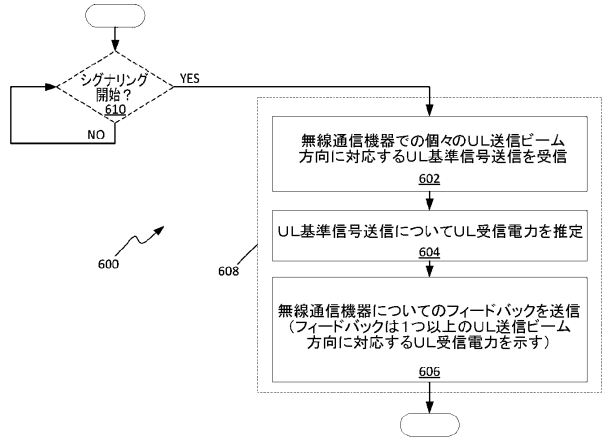 シグナリング
開始？
610
YES
NO
無線通信機器での個々のUL送信ビーム
方向に対応するUL基準信号送信を受信
602
UL基準信号送信についてUL受信電力を推定
604
600
608
無線通信機器についてのフィードバックを送信
（フィードバックは１つ以上のUL送信ビーム
方向に対応するUL受信電力を示す）
606